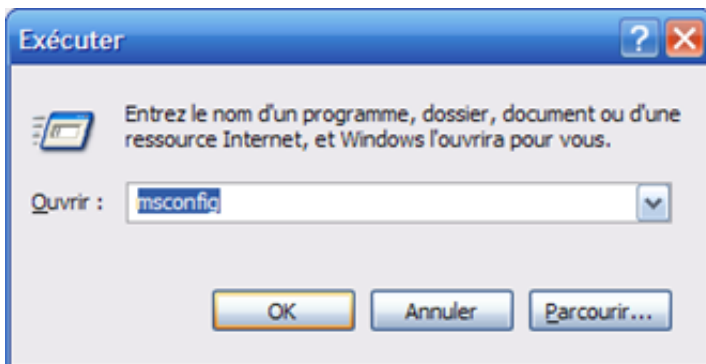 Exécuter
Entrez le nom d'un programme, dossier, document ou d'une
ressource Internet, et Windows l'ouvrira pour vous.
Ouvrir : msconfig
OK Annuler Parcourir...